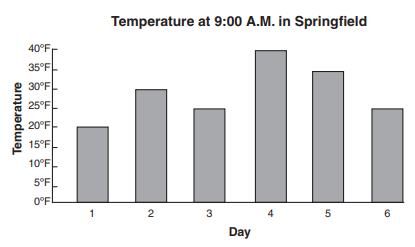 Temperature at 9:00 A.M. in Springfield
Temperature
40°F
35°F
30°F
25°F
20°F
15°F
10°F
5°F
0°F
1 2 3 4 5 6
Day